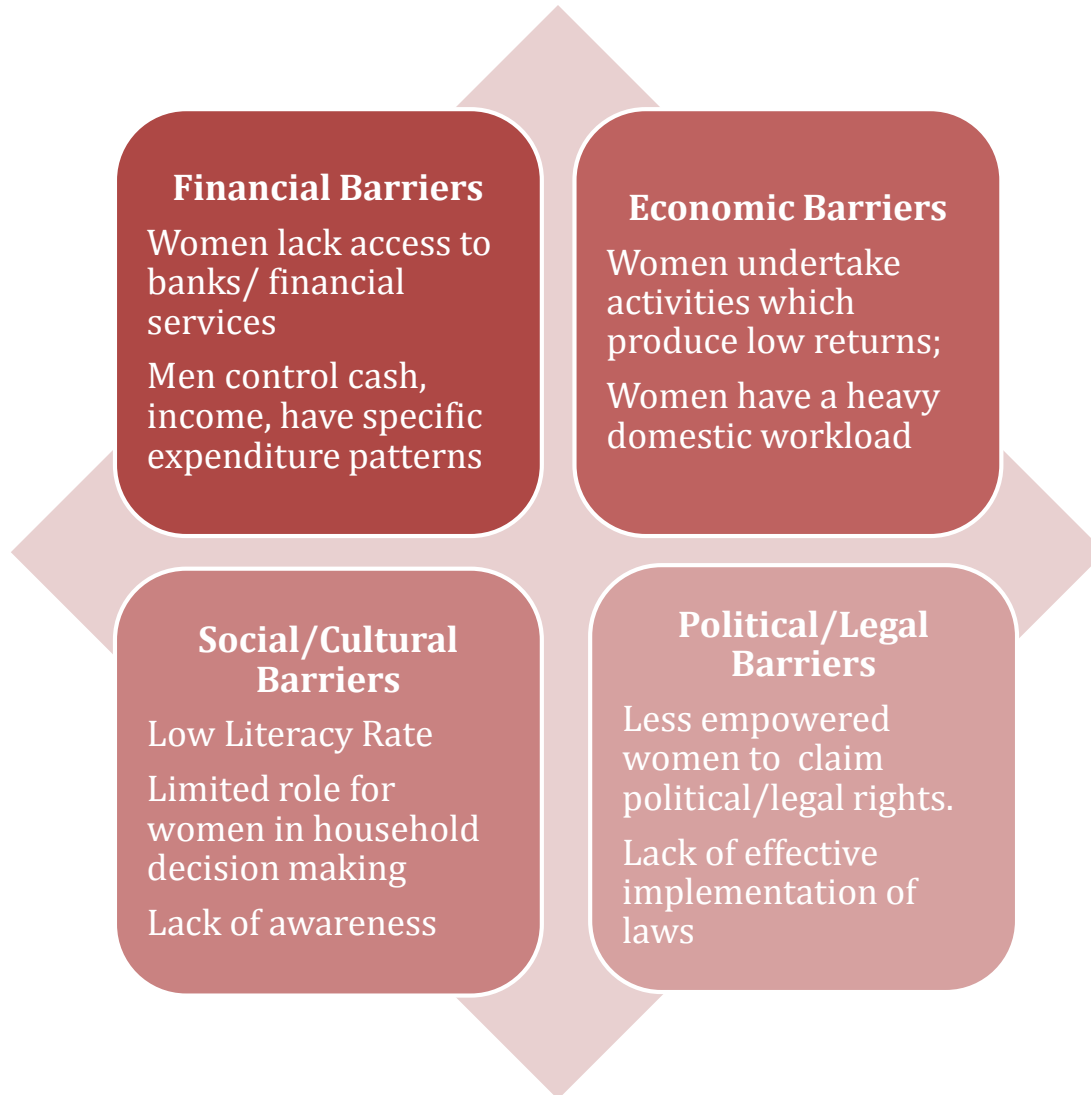 Financial Barriers
Women lack access to
banks/ financial
services
Men control cash,
income, have specific
expenditure patterns
Economic Barriers
Women undertake
activities which
produce low returns;
Women have a heavy
domestic workload
Social/Cultural
Barriers
Low Literacy Rate
Limited role for
women in household
decision making
Lack of awareness
Political/Legal
Barriers
Less empowered
women to  claim
political/legal rights.
Lack of effective
implementation of
laws